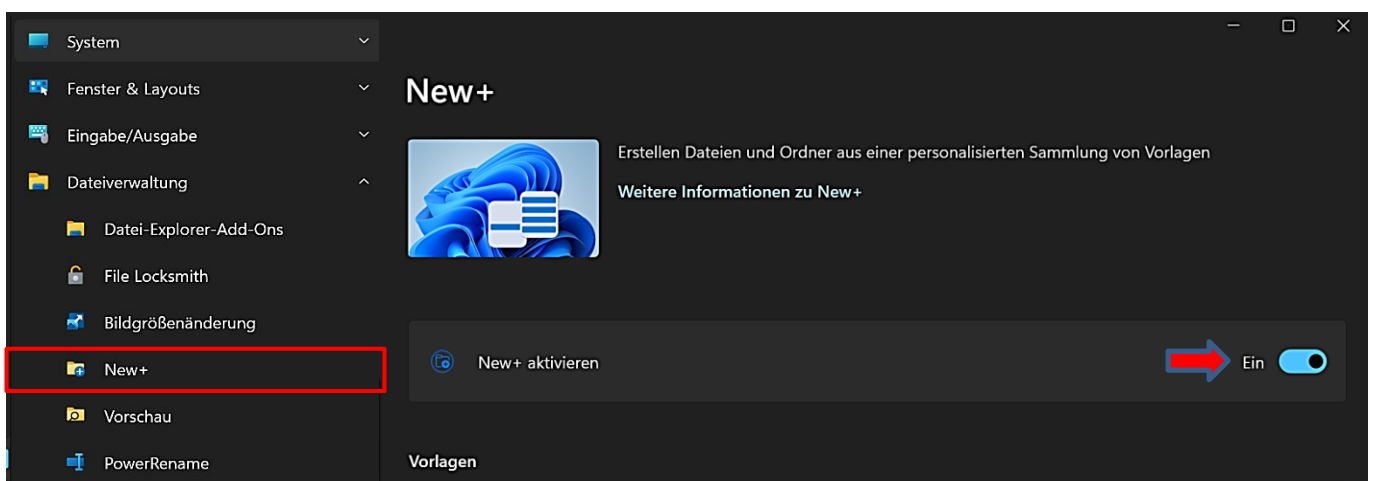 System
Fenster & Layouts
Eingabe/Ausgabe
Dateiverwaltung
Datei-Explorer-Add-Ons
File Locksmith
Bildgrößenänderung
New+
Vorschau
PowerRename
New+
Erstellen Dateien und Ordner aus einer personalisierten Sammlung von Vorlagen
Weitere Informationen zu New+
New+ aktivieren
Ein
Vorlagen